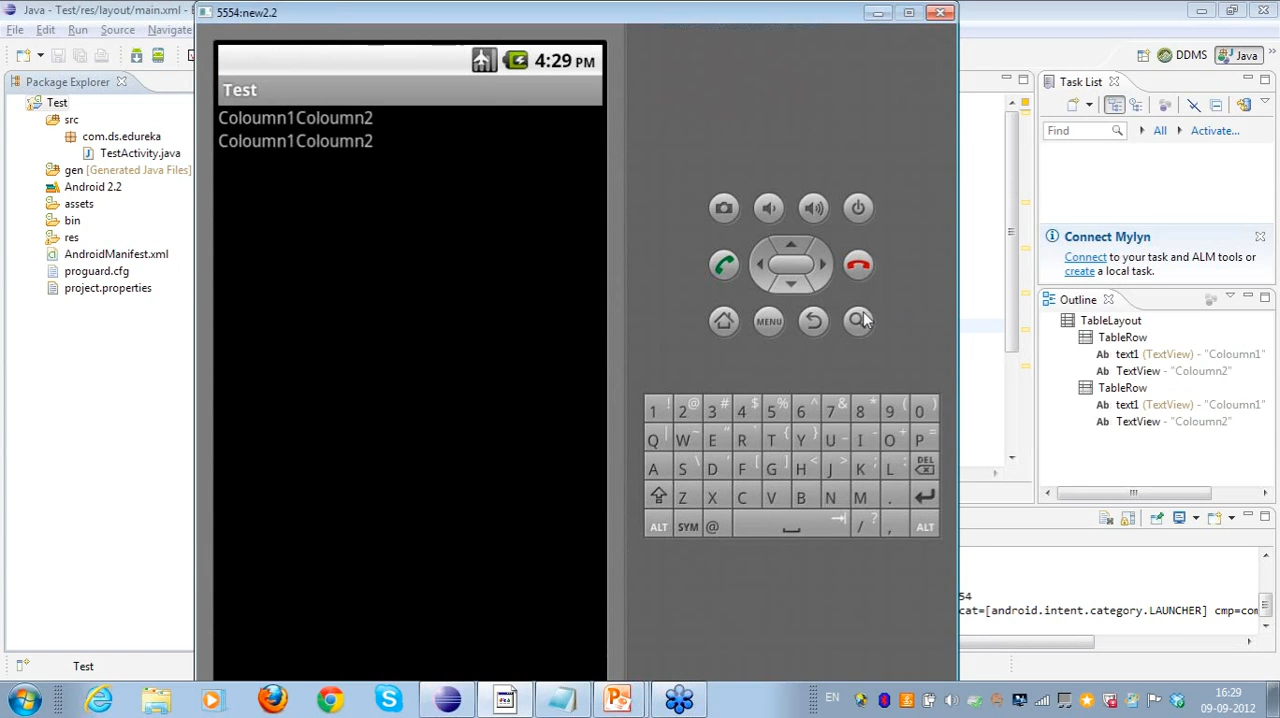 Java - Test/res/layout/main.xml -
5554:new2.2
File Edit Run Source Navigate
DDMS Java
Package Explorer
Test
src
com.ds.edureka
TestActivity.java
gen [Generated Java Files]
Android 2.2
assets
bin
res
AndroidManifest.xml
proguard.cfg
project.properties
4:29 PM
Test
Coloumn1Coloumn2
Coloumn1Coloumn2
MENU
1 ! 2 @ 3 # 4 $ 5 % 6 ^ 7 & 8 * 9 ( 0 )
Q | W ~ E " R ` T { Y } U _ I - O + P =
A S \ D ' F [ G ] H < J > K ; L : DEL
Z X C V B N M .
ALT SYM @ / ? , ALT
Task List
Find All Activate...
Connect Mylyn
Connect to your task and ALM tools or
create a local task.
Outline
TableLayout
TableRow
text1 (TextView) - "Coloumn1"
TextView - "Coloumn2"
TableRow
text1 (TextView) - "Coloumn1"
TextView - "Coloumn2"
54
cat=[android.intent.category.LAUNCHER] cmp=com
Test
EN
16:29
09-09-2012